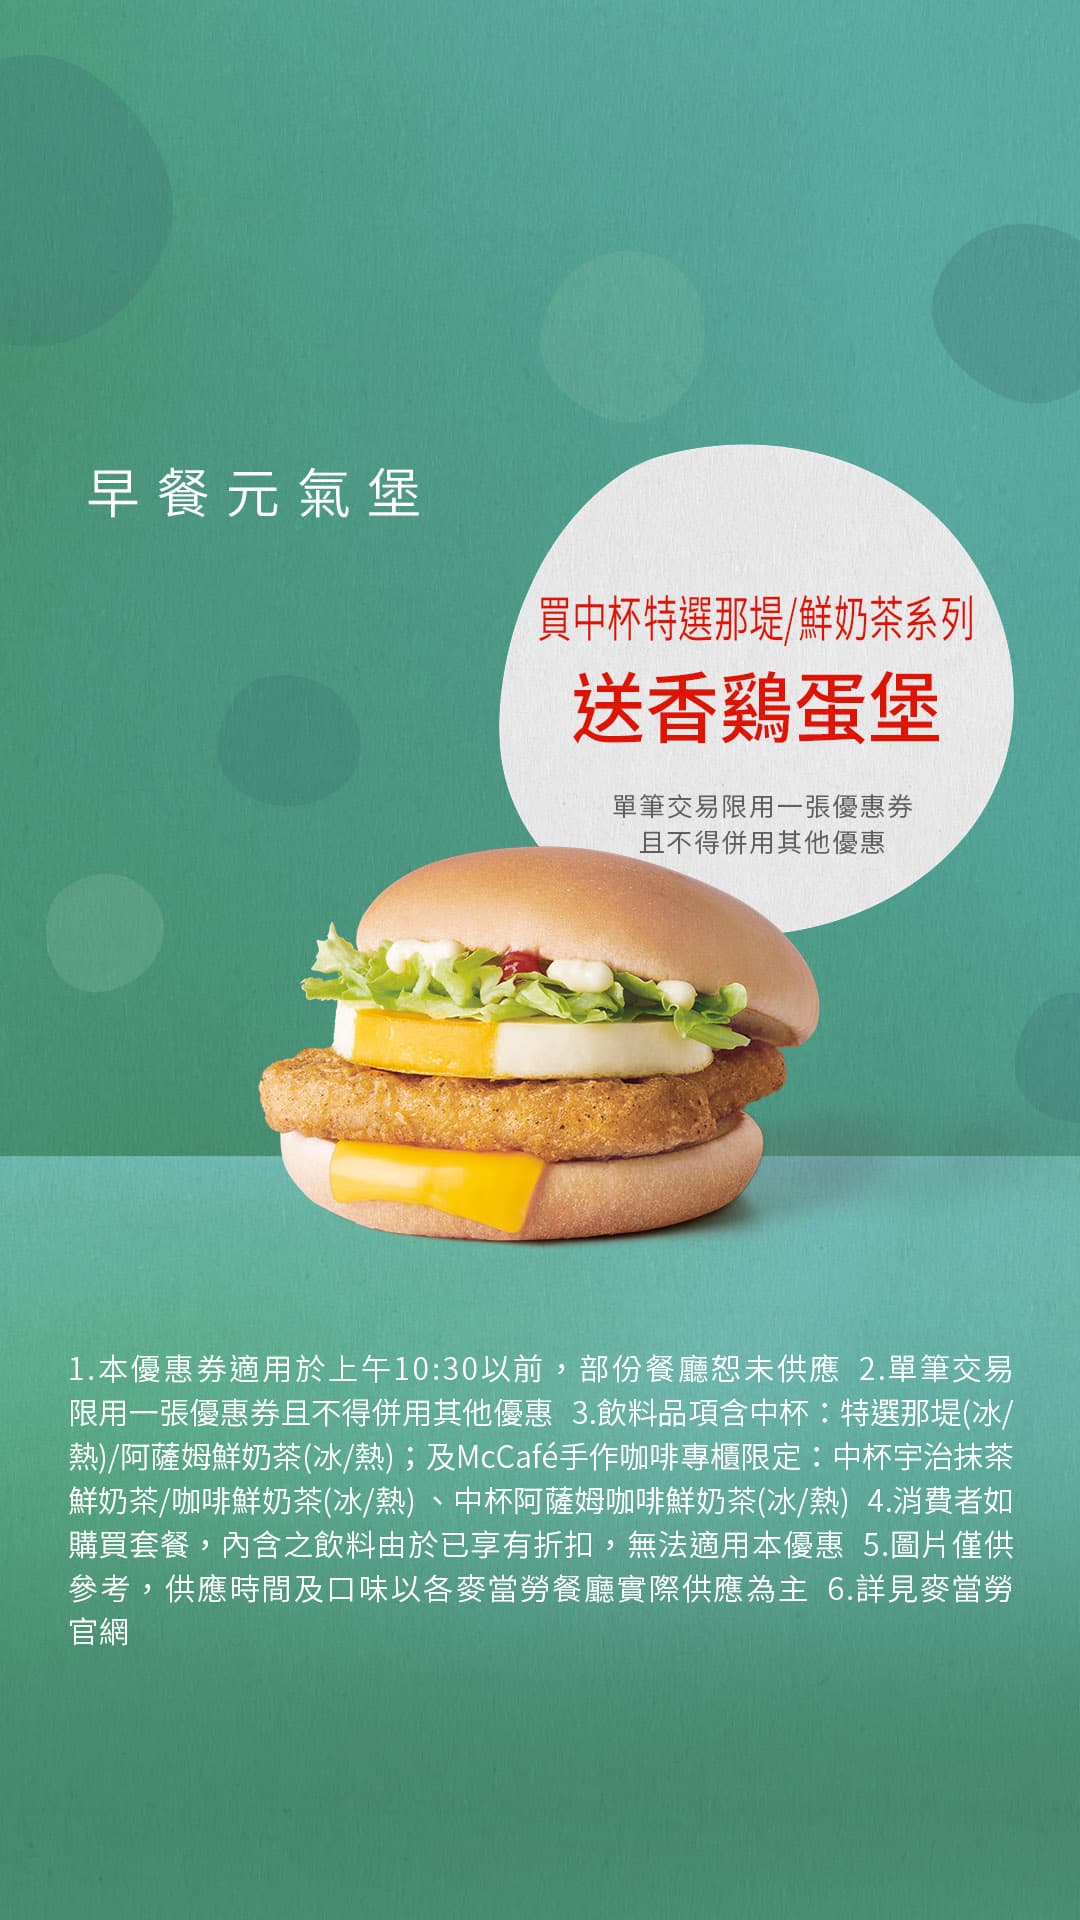 早餐元氣堡
買中杯特選那堤/鮮奶茶系列
送香鷄蛋堡
單筆交易限用一張優惠券
且不得併用其他優惠
1.本優惠券適用於上午10:30以前，部份餐廳恕未供應 2.單筆交易
限用一張優惠券且不得併用其他優惠 3.飲料品項含中杯：特選那堤(冰/
熱)/阿薩姆鮮奶茶(冰/熱)；及McCafé手作咖啡專櫃限定：中杯宇治抹茶
鮮奶茶/咖啡鮮奶茶(冰/熱) 、中杯阿薩姆咖啡鮮奶茶(冰/熱) 4.消費者如
購買套餐，內含之飲料由於已享有折扣，無法適用本優惠 5.圖片僅供
參考，供應時間及口味以各麥當勞餐廳實際供應為主 6.詳見麥當勞
官網